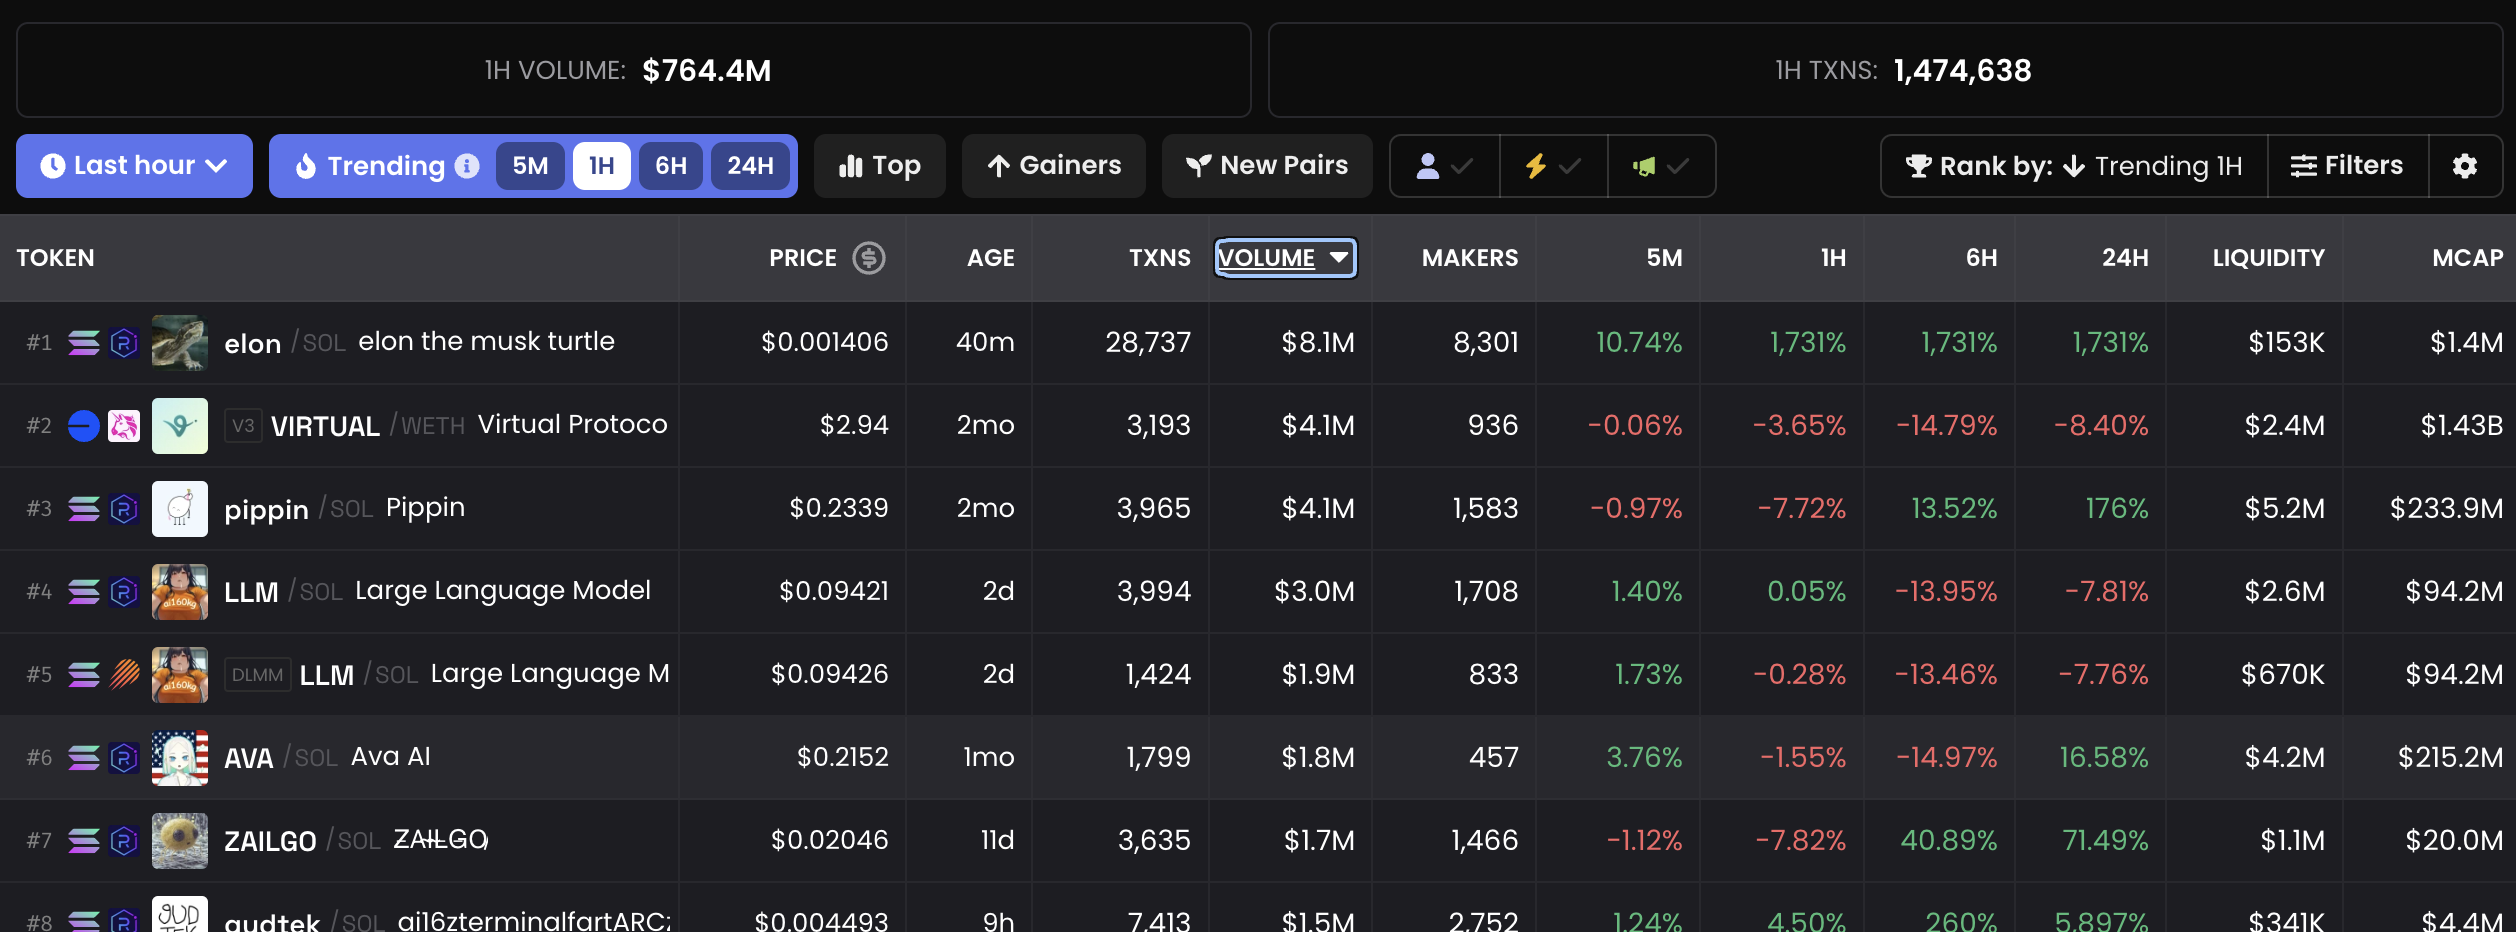 1H VOLUME: $764.4M
1H TXNS: 1,474,638
Last hour Trending 5M 1H 6H 24H Top Gainers New Pairs Rank by: Trending 1H Filters
TOKEN PRICE AGE TXNS VOLUME MAKERS 5M 1H 6H 24H LIQUIDITY MCAP
#1 elon /SOL elon the musk turtle $0.001406 40m 28,737 $8.1M 8,301 10.74% 1,731% 1,731% 1,731% $153K $1.4M
#2 V3 VIRTUAL /WETH Virtual Protoco $2.94 2mo 3,193 $4.1M 936 -0.06% -3.65% -14.79% -8.40% $2.4M $1.43B
#3 pippin /SOL Pippin $0.2339 2mo 3,965 $4.1M 1,583 -0.97% -7.72% 13.52% 176% $5.2M $233.9M
#4 ai160kg LLM /SOL Large Language Model $0.09421 2d 3,994 $3.0M 1,708 1.40% 0.05% -13.95% -7.81% $2.6M $94.2M
#5 ai160kg DLMM LLM /SOL Large Language M $0.09426 2d 1,424 $1.9M 833 1.73% -0.28% -13.46% -7.76% $670K $94.2M
#6 AVA /SOL Ava AI $0.2152 1mo 1,799 $1.8M 457 3.76% -1.55% -14.97% 16.58% $4.2M $215.2M
#7 ZAILGO /SOL ZAILGO $0.02046 11d 3,635 $1.7M 1,466 -1.12% -7.82% 40.89% 71.49% $1.1M $20.0M
#8 gudtek /SOL ai16zterminalfartARC $0.004493 9h 7,413 $1.5M 2,752 1.24% 4.50% 260% 5,897% $341K $4.4M